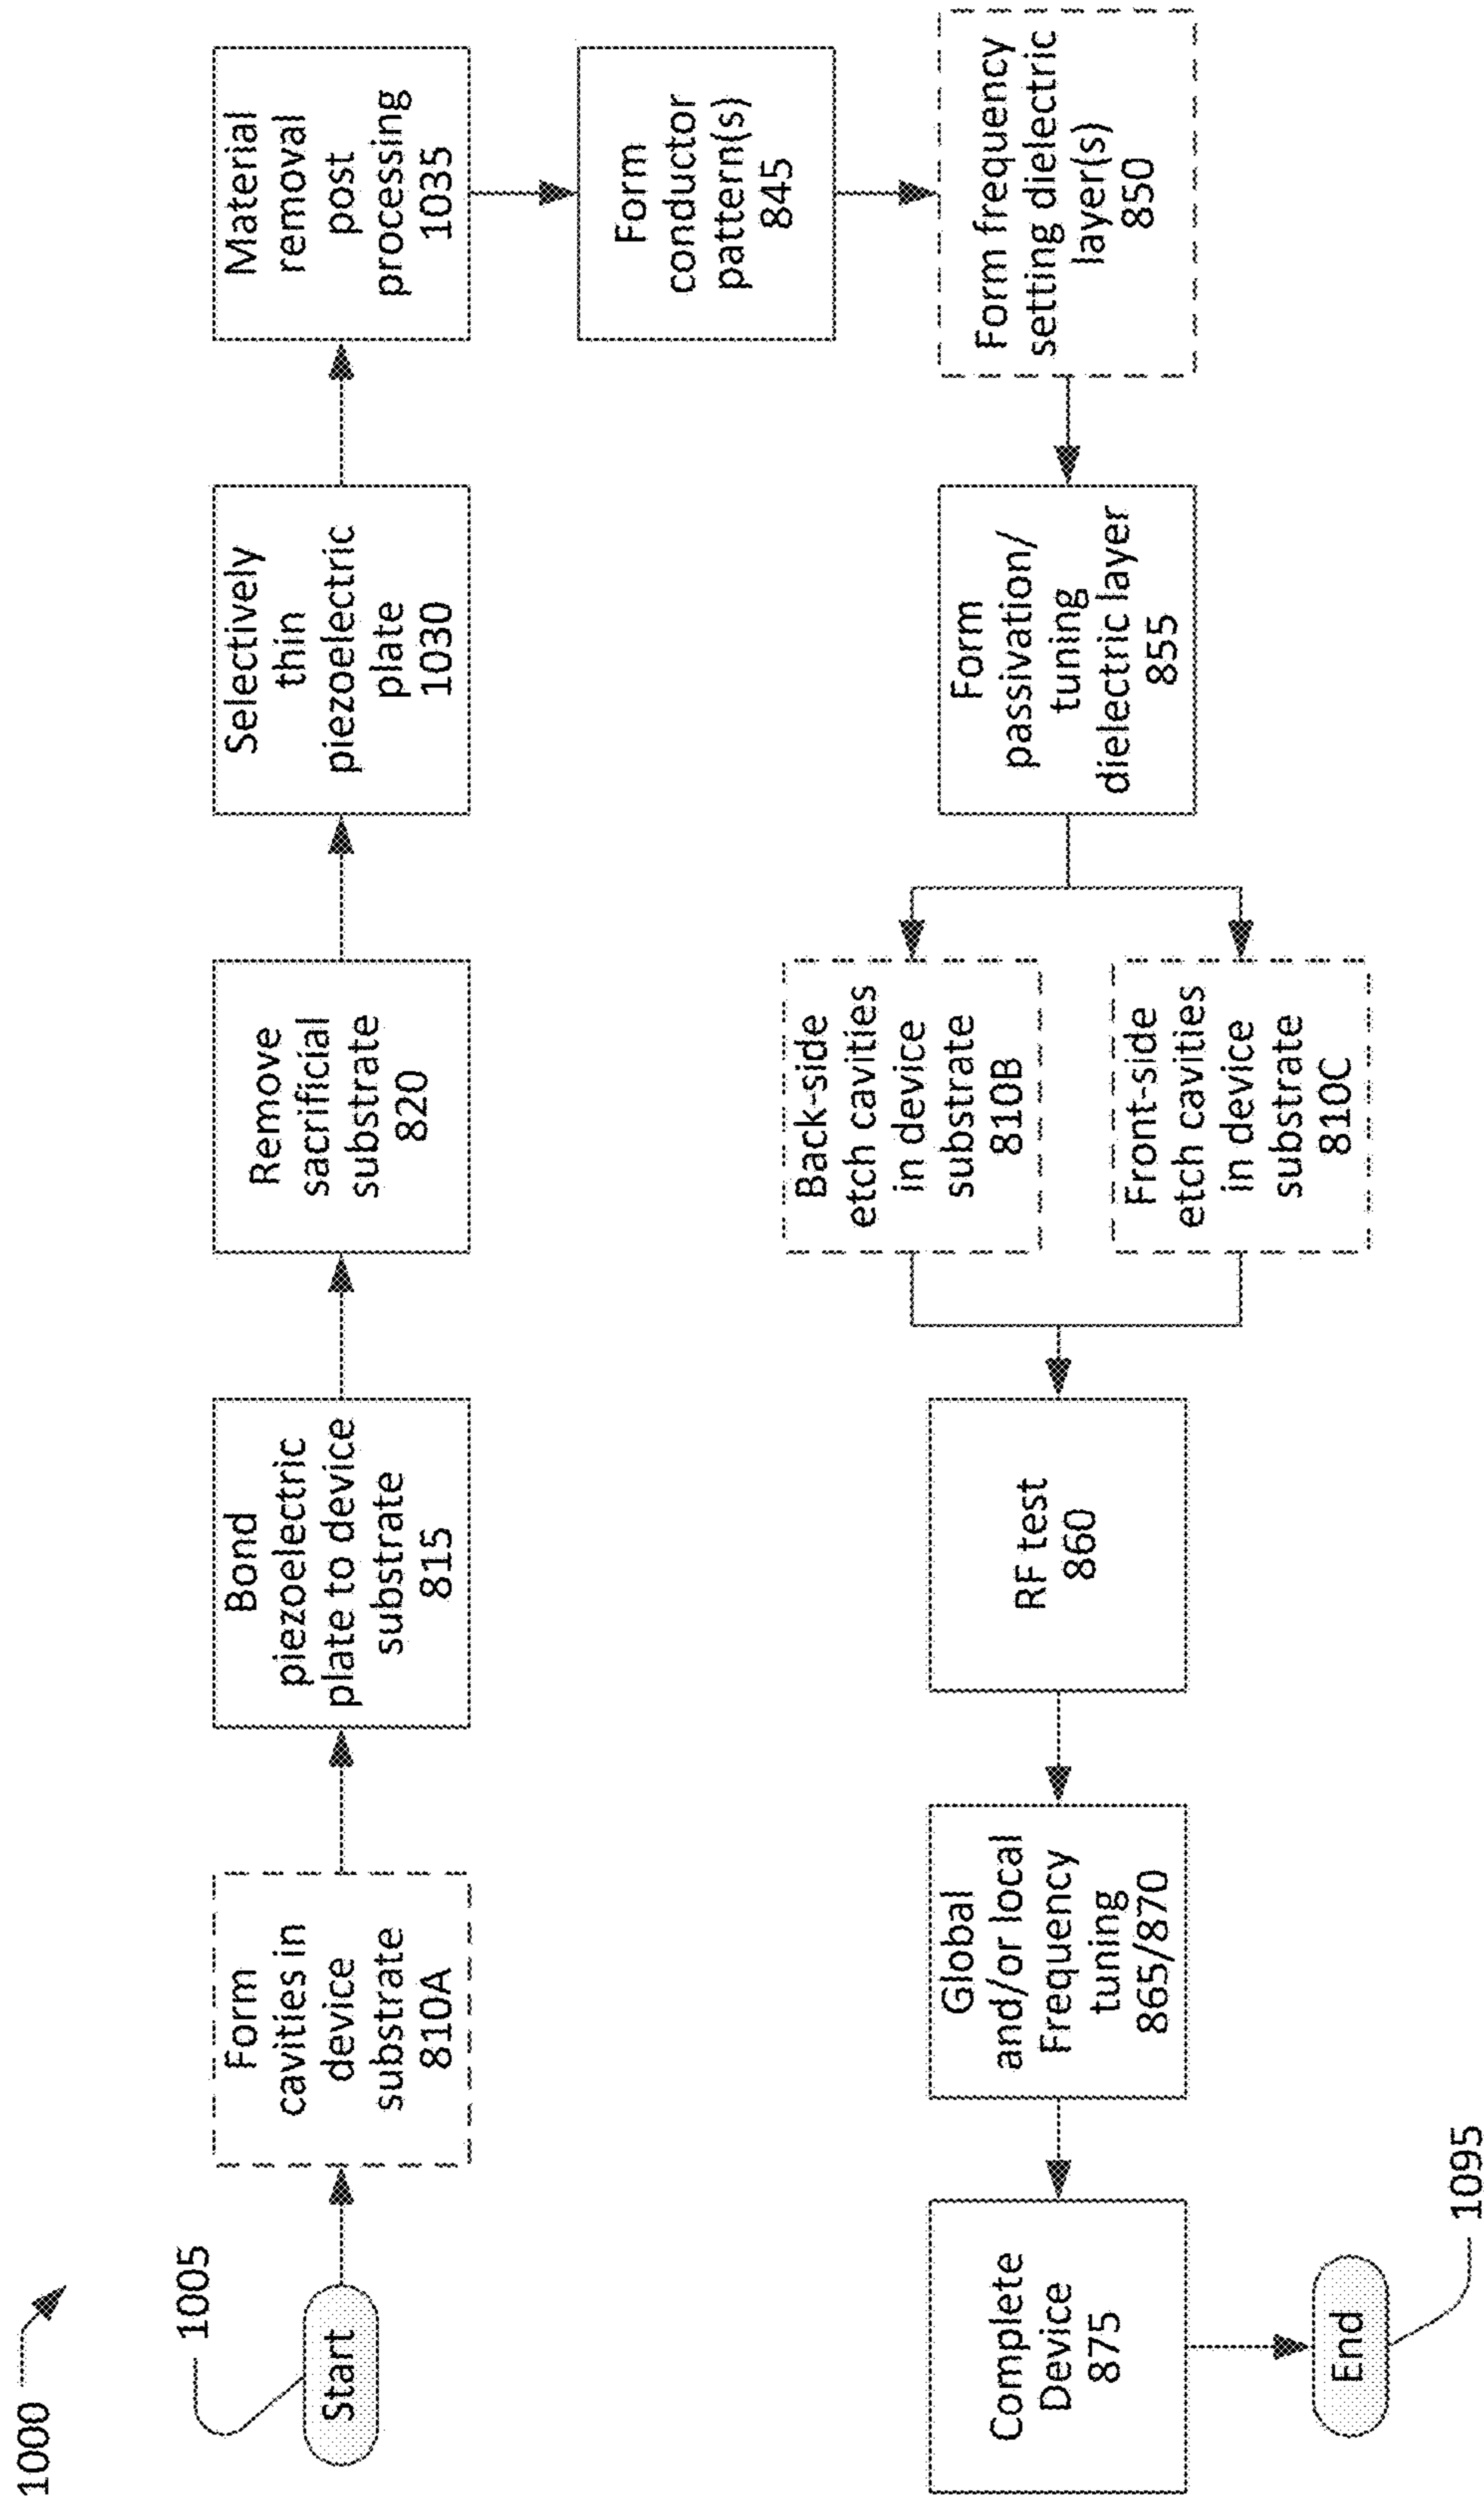 1000
1005
Start
Form
cavities in
device
substrate
810A
Bond
piezoelectric
plate to device
substrate
815
Remove
sacrificial
substrate
820
Selectively
thin
piezoelectric
plate
1030
Material
removal
post
processing
1035
Form
conductor
pattern(s)
845
Form frequency
setting dielectric
layer(s)
850
Form
passivation/
tuning
dielectric layer
855
Back-side
etch cavities
in device
substrate
810B
Front-side
etch cavities
in device
substrate
810C
RF test
860
Global
and/or local
Frequency
tuning
865/870
Complete
Device
875
End
1095